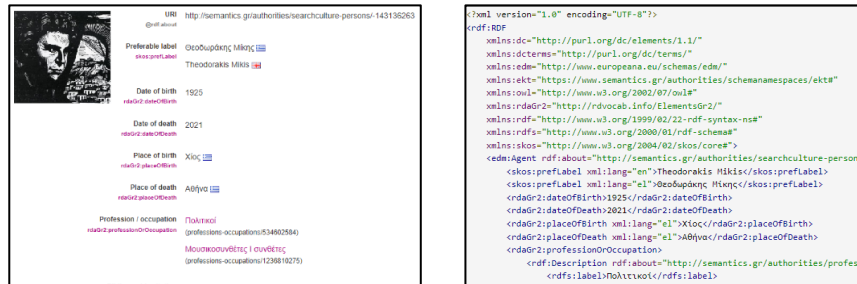 URI http://semantics.gr/authorities/searchculture-persons/-143136263
@rdf:about
Preferable label Θεοδωράκης Μίκης
skos:prefLabel
Theodorakis Mikis
Date of birth 1925
rdaGr2:dateOfBirth
Date of death 2021
rdaGr2:dateOfDeath
Place of birth Χίος
rdaGr2:placeOfBirth
Place of death Αθήνα
rdaGr2:placeOfDeath
Profession / occupation Πολιτικοί
rdaGr2:professionOrOccupation (professions-occupations/534602584)
Μουσικοσυνθέτες | συνθέτες
(professions-occupations/1236810275)
<?xml version="1.0" encoding="UTF-8"?>
<rdf:RDF
xmlns:dc="http://purl.org/dc/elements/1.1/"
xmlns:dcterms="http://purl.org/dc/terms/"
xmlns:edm="http://www.europeana.eu/schemas/edm/"
xmlns:ekt="https://www.semantics.gr/authorities/schemanamespaces/ekt#"
xmlns:owl="http://www.w3.org/2002/07/owl#"
xmlns:rdaGr2="http://rdvocab.info/ElementsGr2/"
xmlns:rdf="http://www.w3.org/1999/02/22-rdf-syntax-ns#"
xmlns:rdfs="http://www.w3.org/2000/01/rdf-schema#"
xmlns:skos="http://www.w3.org/2004/02/skos/core#">
<edm:Agent rdf:about="http://semantics.gr/authorities/searchculture-person
<skos:prefLabel xml:lang="en">Theodorakis Mikis</skos:prefLabel>
<skos:prefLabel xml:lang="el">Θεοδωράκης Μίκης</skos:prefLabel>
<rdaGr2:dateOfBirth>1925</rdaGr2:dateOfBirth>
<rdaGr2:dateOfDeath>2021</rdaGr2:dateOfDeath>
<rdaGr2:placeOfBirth xml:lang="el">Χίος</rdaGr2:placeOfBirth>
<rdaGr2:placeOfDeath xml:lang="el">Αθήνα</rdaGr2:placeOfDeath>
<rdaGr2:professionOrOccupation>
<rdf:Description rdf:about="http://semantics.gr/authorities/profes
<rdfs:label>Πολιτικοί</rdfs:label>